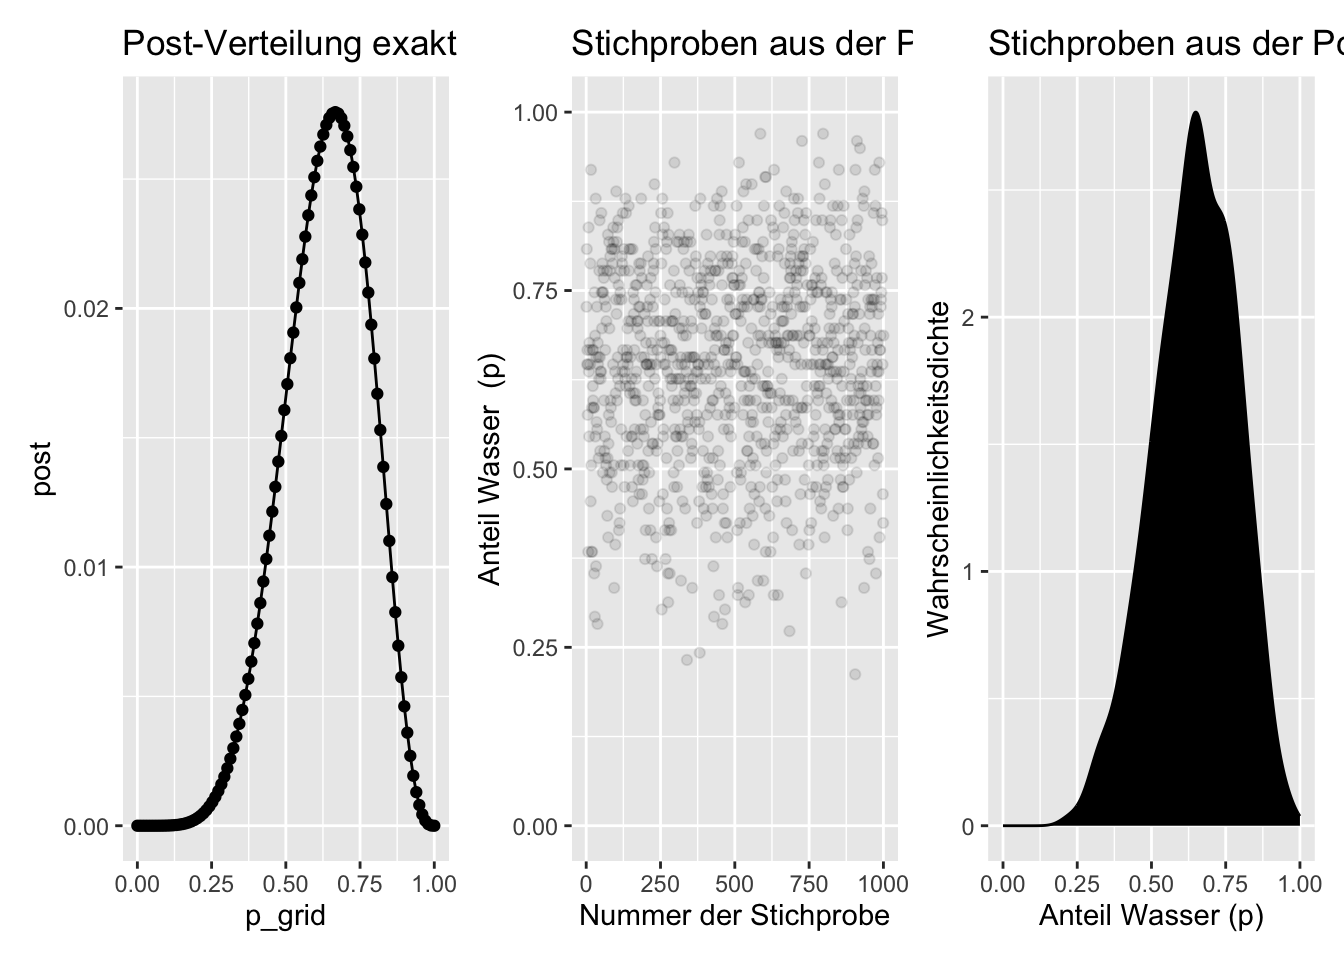 Post-Verteilung exakt
0.02
0.01
0.00
post
0.00 0.25 0.50 0.75 1.00
p_grid
Stichproben aus der P
1.00
0.75
0.50
0.25
0.00
Anteil Wasser (p)
0 250 500 750 1000
Nummer der Stichprobe
Stichproben aus der Po
2
1
0
Wahrscheinlichkeitsdichte
0.00 0.25 0.50 0.75 1.00
Anteil Wasser (p)